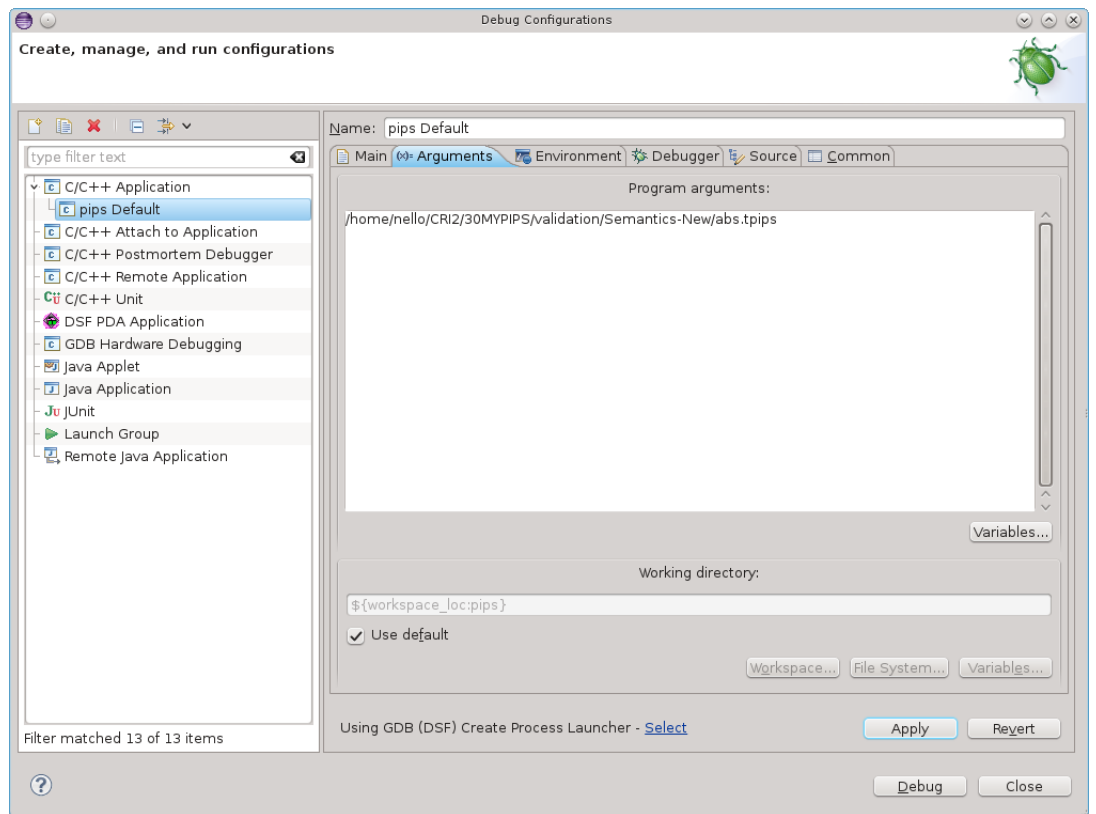 Debug Configurations
Create, manage, and run configurations
type filter text
C/C++ Application
pips Default
C/C++ Attach to Application
C/C++ Postmortem Debugger
C/C++ Remote Application
C/C++ Unit
DSF PDA Application
GDB Hardware Debugging
Java Applet
Java Application
JUnit
Launch Group
Remote Java Application
Filter matched 13 of 13 items
Name: pips Default
Main Arguments Environment Debugger Source Common
Program arguments:
/home/nello/CRI2/30MYPIPS/validation/Semantics-New/abs.tpips
Variables...
Working directory:
${workspace_loc:pips}
Use default
Workspace... File System... Variables...
Using GDB (DSF) Create Process Launcher - Select
Apply Revert
Debug Close